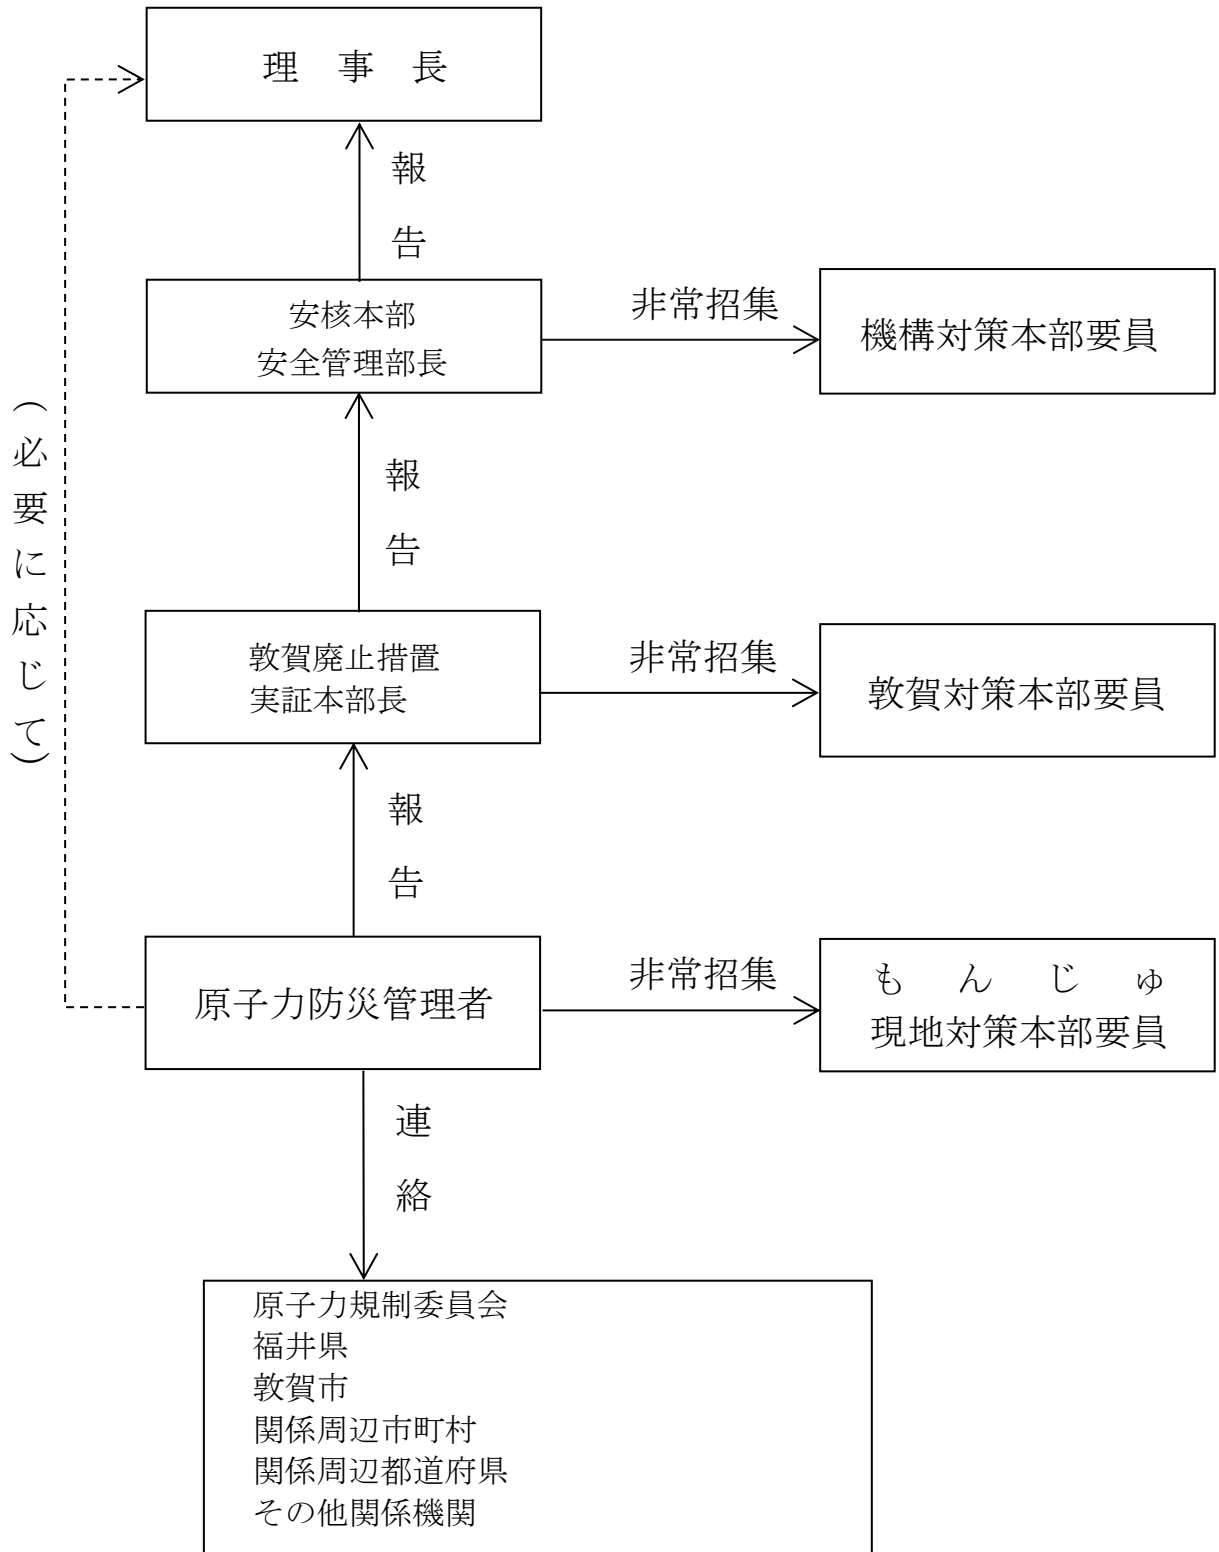 理 事 長
報告
安核本部
安全管理部長
非常招集
機構対策本部要員
(必要に応じて)
報告
敦賀廃止措置
実証本部長
非常招集
敦賀対策本部要員
報告
原子力防災管理者
非常招集
も ん じ ゅ
現地対策本部要員
連絡
原子力規制委員会
福井県
敦賀市
関係周辺市町村
関係周辺都道府県
その他関係機関